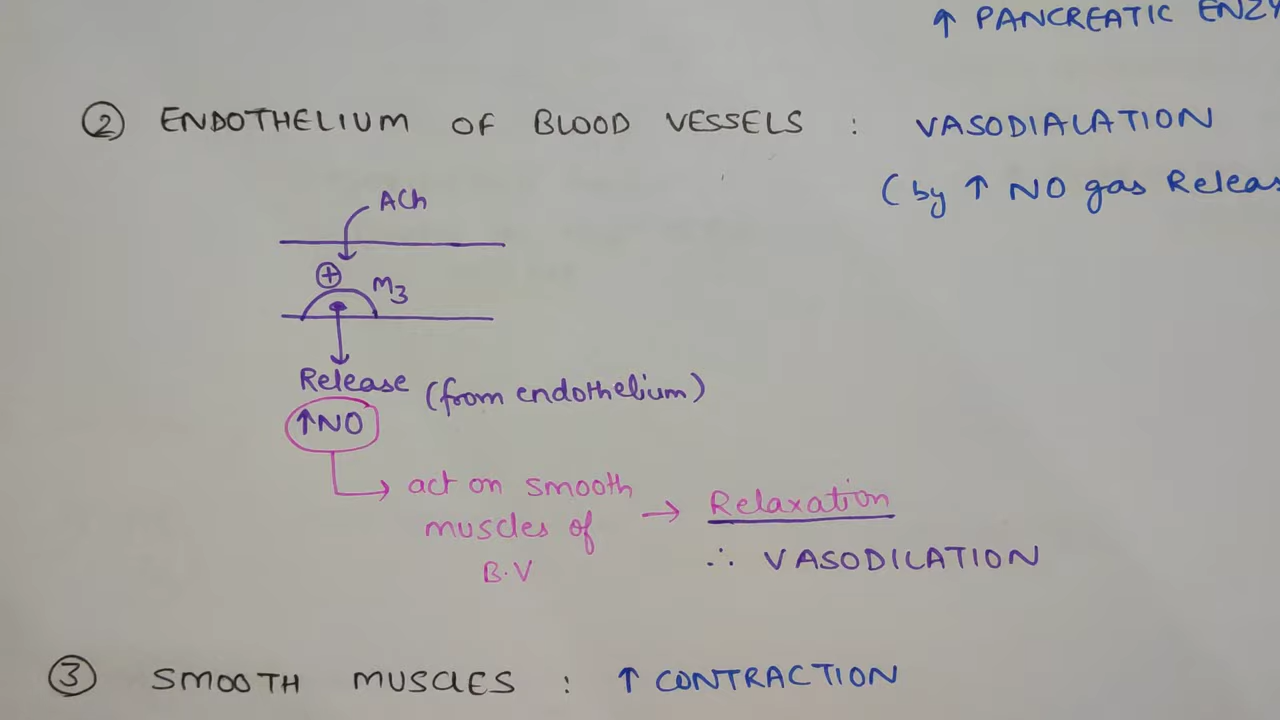 ↑ PANCREATIC ENZY
② ENDOTHELIUM OF BLOOD VESSELS : VASODIALATION
(by ↑ NO gas Releas
ACh
⊕ M3
Release (from endothelium)
↑NO
act on smooth → Relaxation
muscles of
B.V
∴ VASODILATION
③ SMOOTH MUSCLES : ↑ CONTRACTION